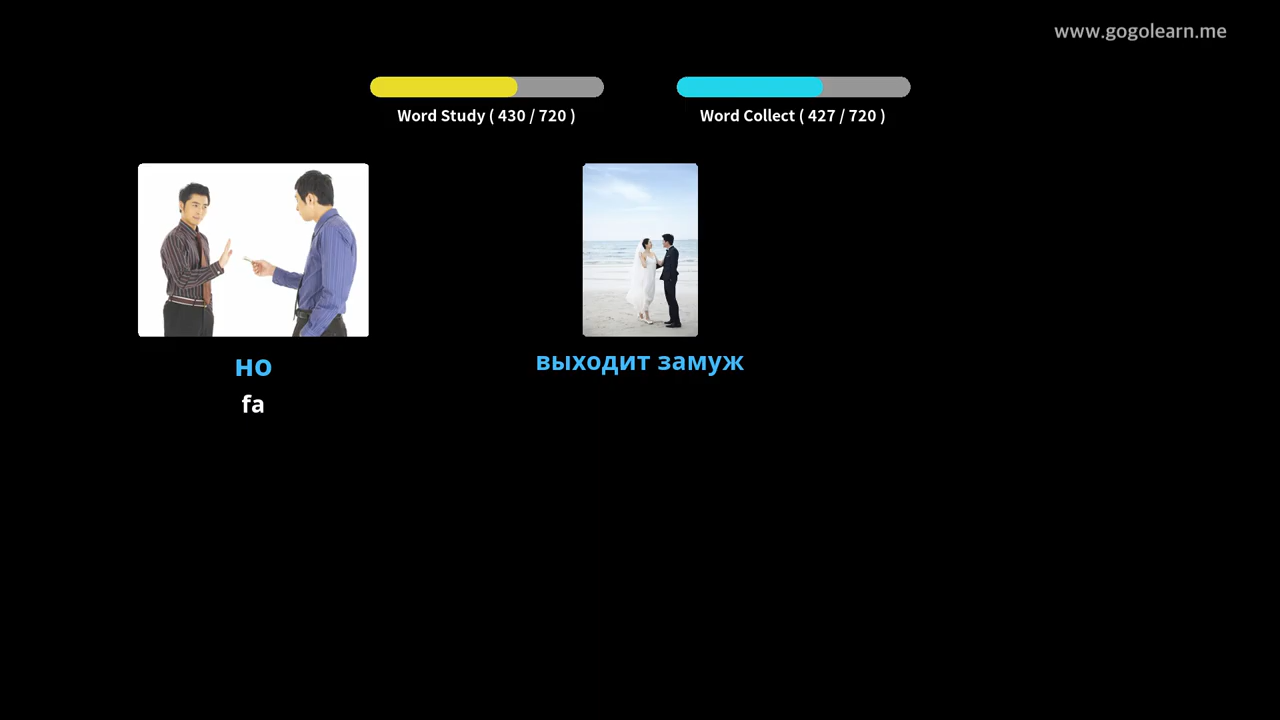 www.gogolearn.me
Word Study ( 430 / 720 )
Word Collect ( 427 / 720 )
но
fa
выходит замуж